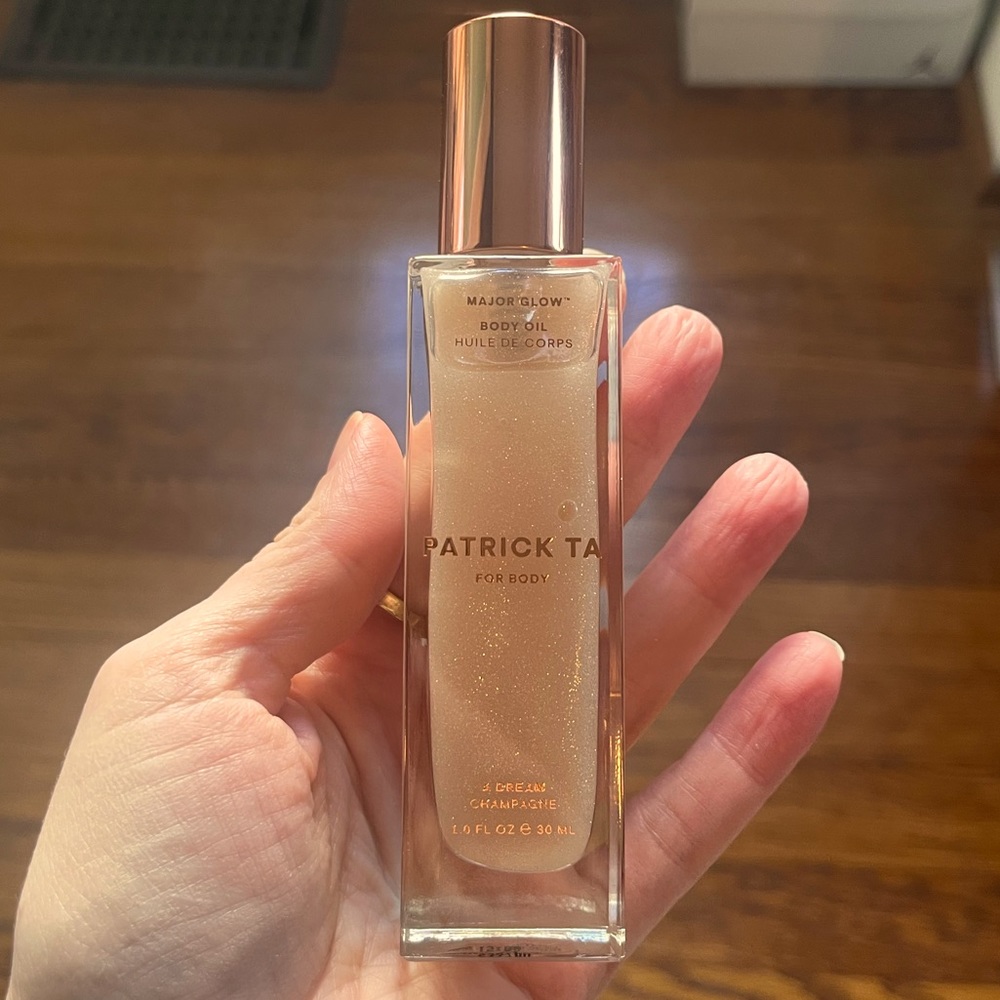 MAJOR GLOW™
BODY OIL
HUILE DE CORPS
PATRICK TA
FOR BODY
A DREAM
CHAMPAGNE
1.0 FL OZ ℮ 30 ML